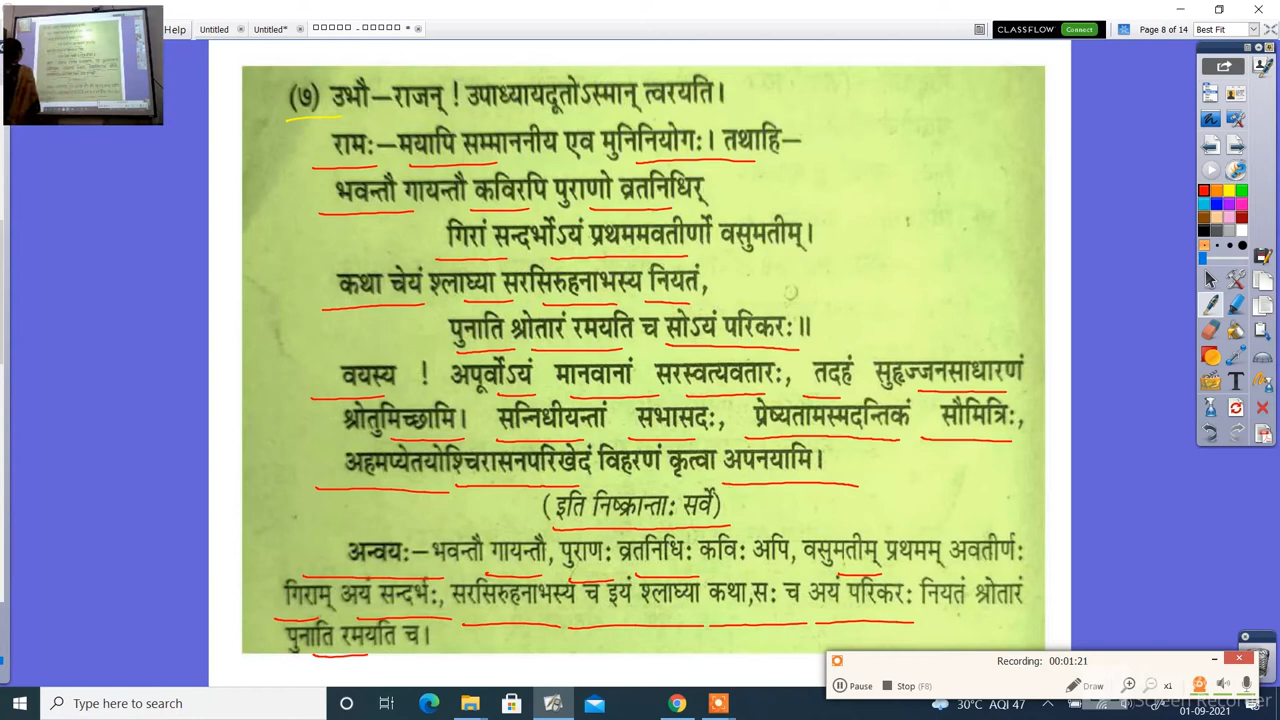 Help Untitled Untitled* CLASSFLOW Connect Page 8 of 14 Best Fit
(७) उभौ–राजन् ! उपाध्यायदूतोऽस्मान् त्वरयति।
रामः–मयापि सम्माननीय एव मुनिनियोगः। तथाहि–
भवन्तौ गायन्तौ कविरपि पुराणो व्रतनिधिर्
गिरां सन्दर्भोऽयं प्रथममवतीर्णो वसुमतीम्।
कथा चेयं श्लाघ्या सरसिरुहनाभस्य नियतं,
पुनाति श्रोतारं रमयति च सोऽयं परिकरः॥
वयस्य ! अपूर्वोऽयं मानवानां सरस्वत्यवतारः, तदहं सुहृज्जनसाधारणं
श्रोतुमिच्छामि। सन्निधीयन्तां सभासदः, प्रेष्यतामस्मदन्तिकं सौमित्रिः,
अहमप्येतयोश्चिरासनपरिखेदं विहरणं कृत्वा अपनयामि।
(इति निष्क्रान्ताः सर्वे)
अन्वयः–भवन्तौ गायन्तौ, पुराणः व्रतनिधिः कविः अपि, वसुमतीम् प्रथमम् अवतीर्णः
गिराम् अयं सन्दर्भः, सरसिरुहनाभस्य च इयं श्लाघ्या कथा,सः च अयं परिकरः नियतं श्रोतारं
पुनाति रमयति च।
Recording: 00:01:21
Pause Stop (F8) Draw x1
Type here to search
30°C AQI 47
01-09-2021